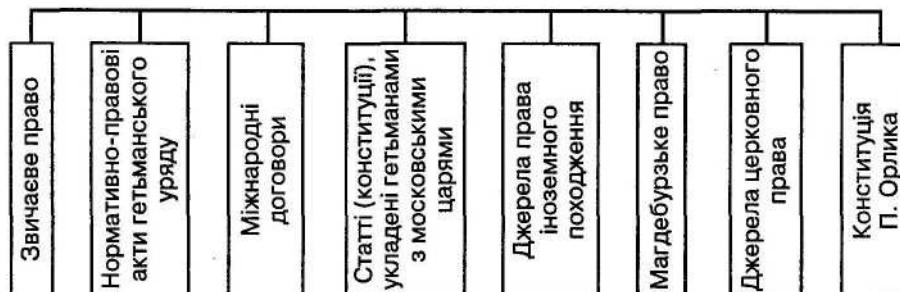 Звичаєве право
Нормативно-правові
акти гетьманського
уряду
Міжнародні
договори
Статті (конституції),
укладені гетьманами
з московськими
царями
Джерела права
іноземного
походження
Магдебурзьке право
Джерела церковного
права
Конституція
П. Орлика